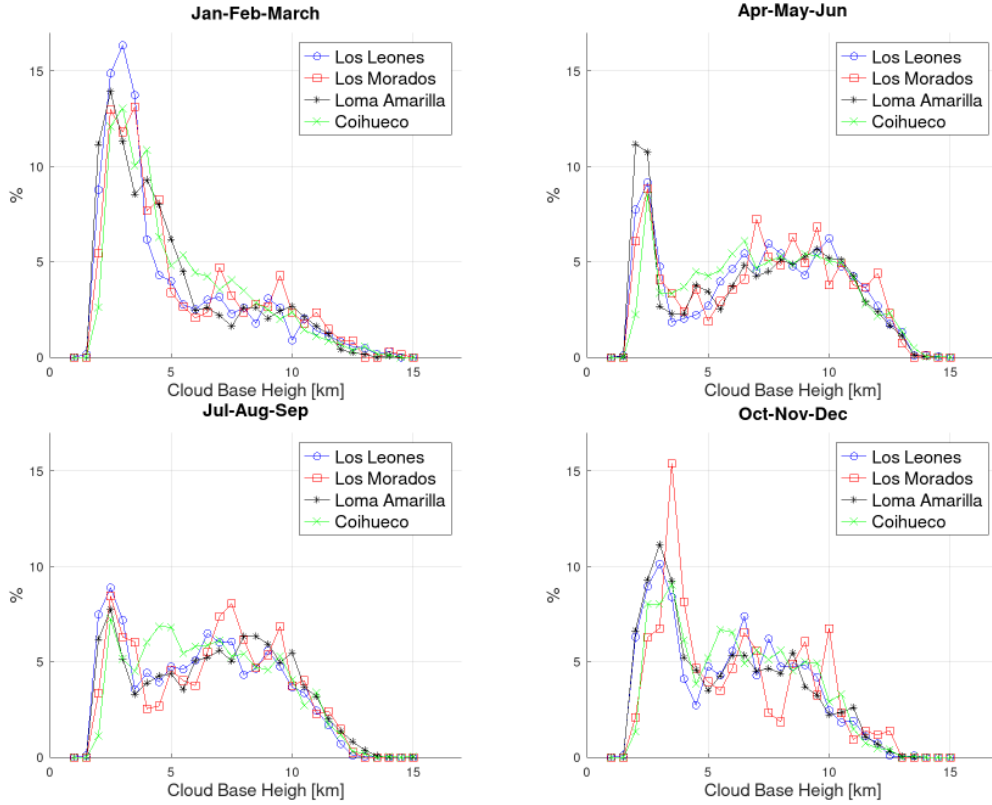 Jan-Feb-March
15
10
5
0
%
0
5
10
15
Cloud Base Heigh [km]
Los Leones
Los Morados
Loma Amarilla
Coihueco
Apr-May-Jun
15
10
5
0
%
0
5
10
15
Cloud Base Heigh [km]
Los Leones
Los Morados
Loma Amarilla
Coihueco
Jul-Aug-Sep
15
10
5
0
%
0
5
10
15
Cloud Base Heigh [km]
Los Leones
Los Morados
Loma Amarilla
Coihueco
Oct-Nov-Dec
15
10
5
0
%
0
5
10
15
Cloud Base Heigh [km]
Los Leones
Los Morados
Loma Amarilla
Coihueco